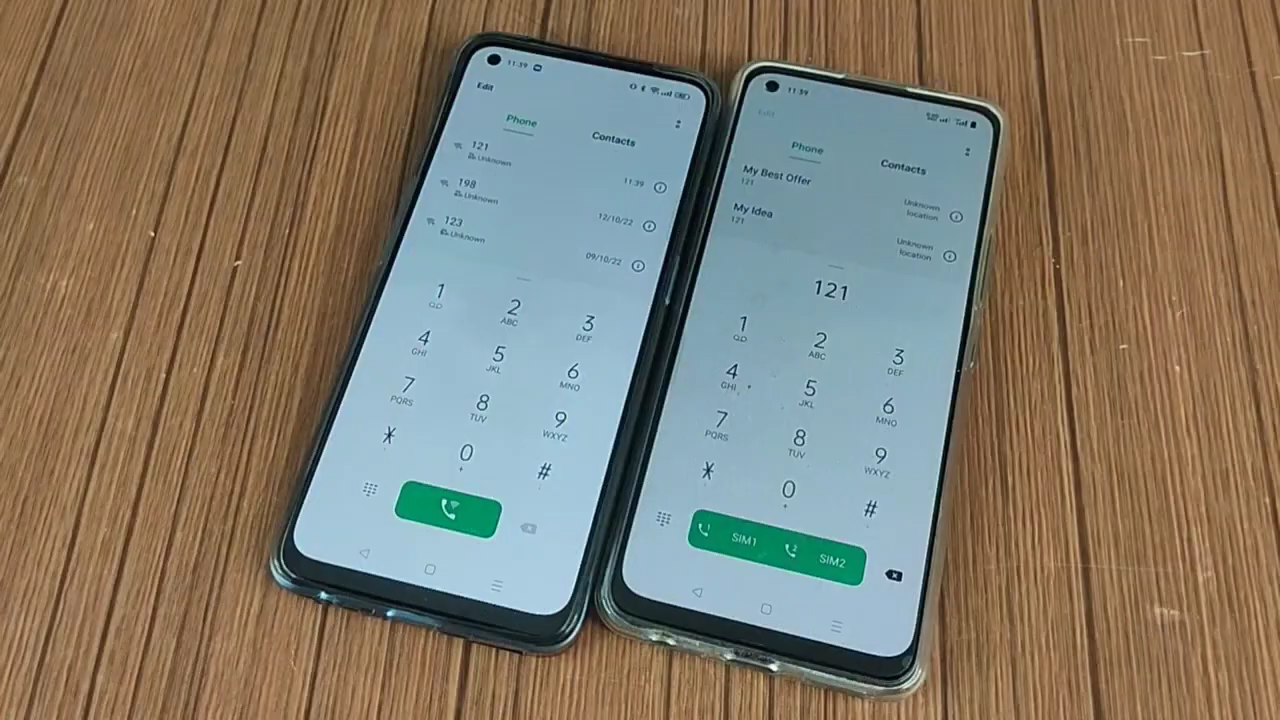 11:39
Edit
Phone
Contacts
121
Unknown
11:39
198
Unknown
12/10/22
123
Unknown
09/10/22
1
2
ABC
3
DEF
4
GHI
5
JKL
6
MNO
7
PQRS
8
TUV
9
WXYZ
*
0
+
#
11:39
Edit
Phone
Contacts
My Best Offer
121
Unknown
location
My Idea
121
Unknown
location
121
1
2
ABC
3
DEF
4
GHI
5
JKL
6
MNO
7
PQRS
8
TUV
9
WXYZ
*
0
+
#
1
SIM1
2
SIM2